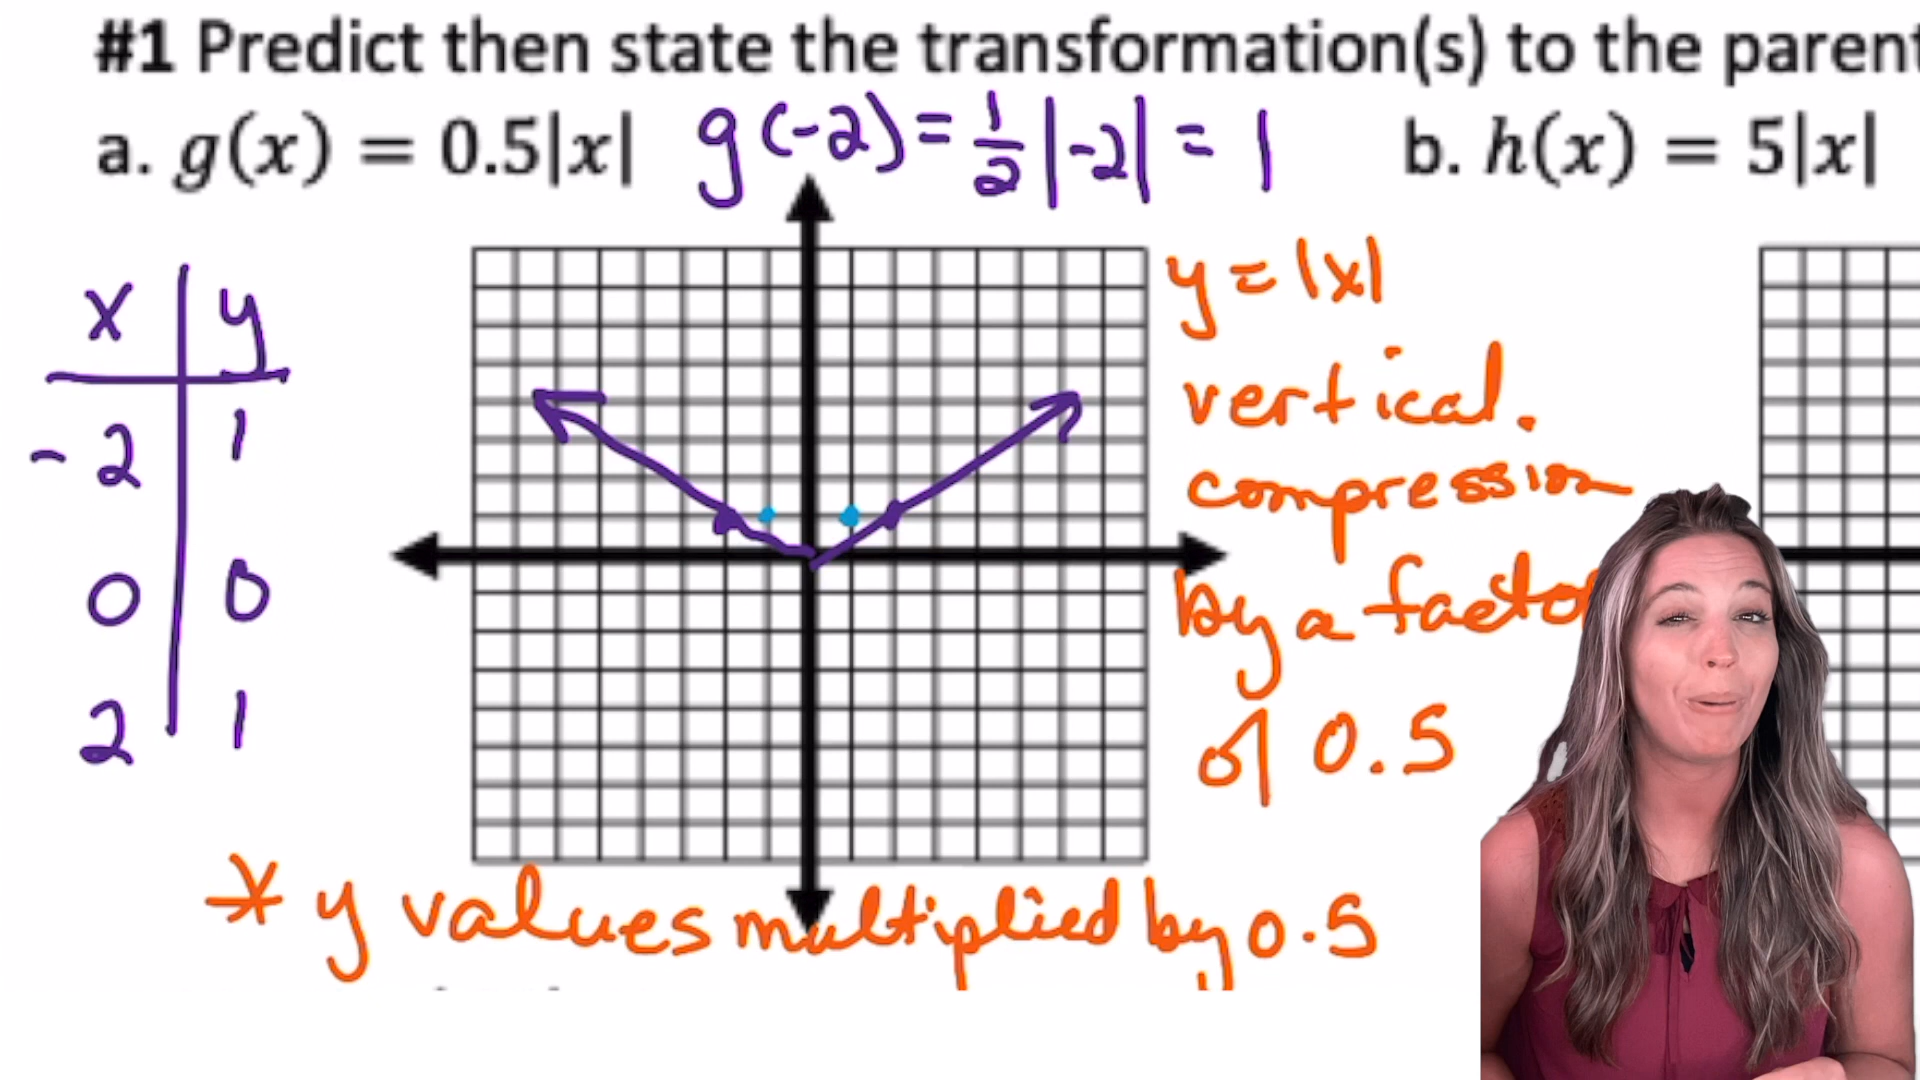 #1 Predict then state the transformation(s) to the parent
a. g(x) = 0.5|x|
g(-2) = 1/2 |-2| = 1
b. h(x) = 5|x|
x | y
-2 | 1
0 | 0
2 | 1
y = |x|
vertical.
compression
by a factor
of 0.5
* y values multiplied by 0.5